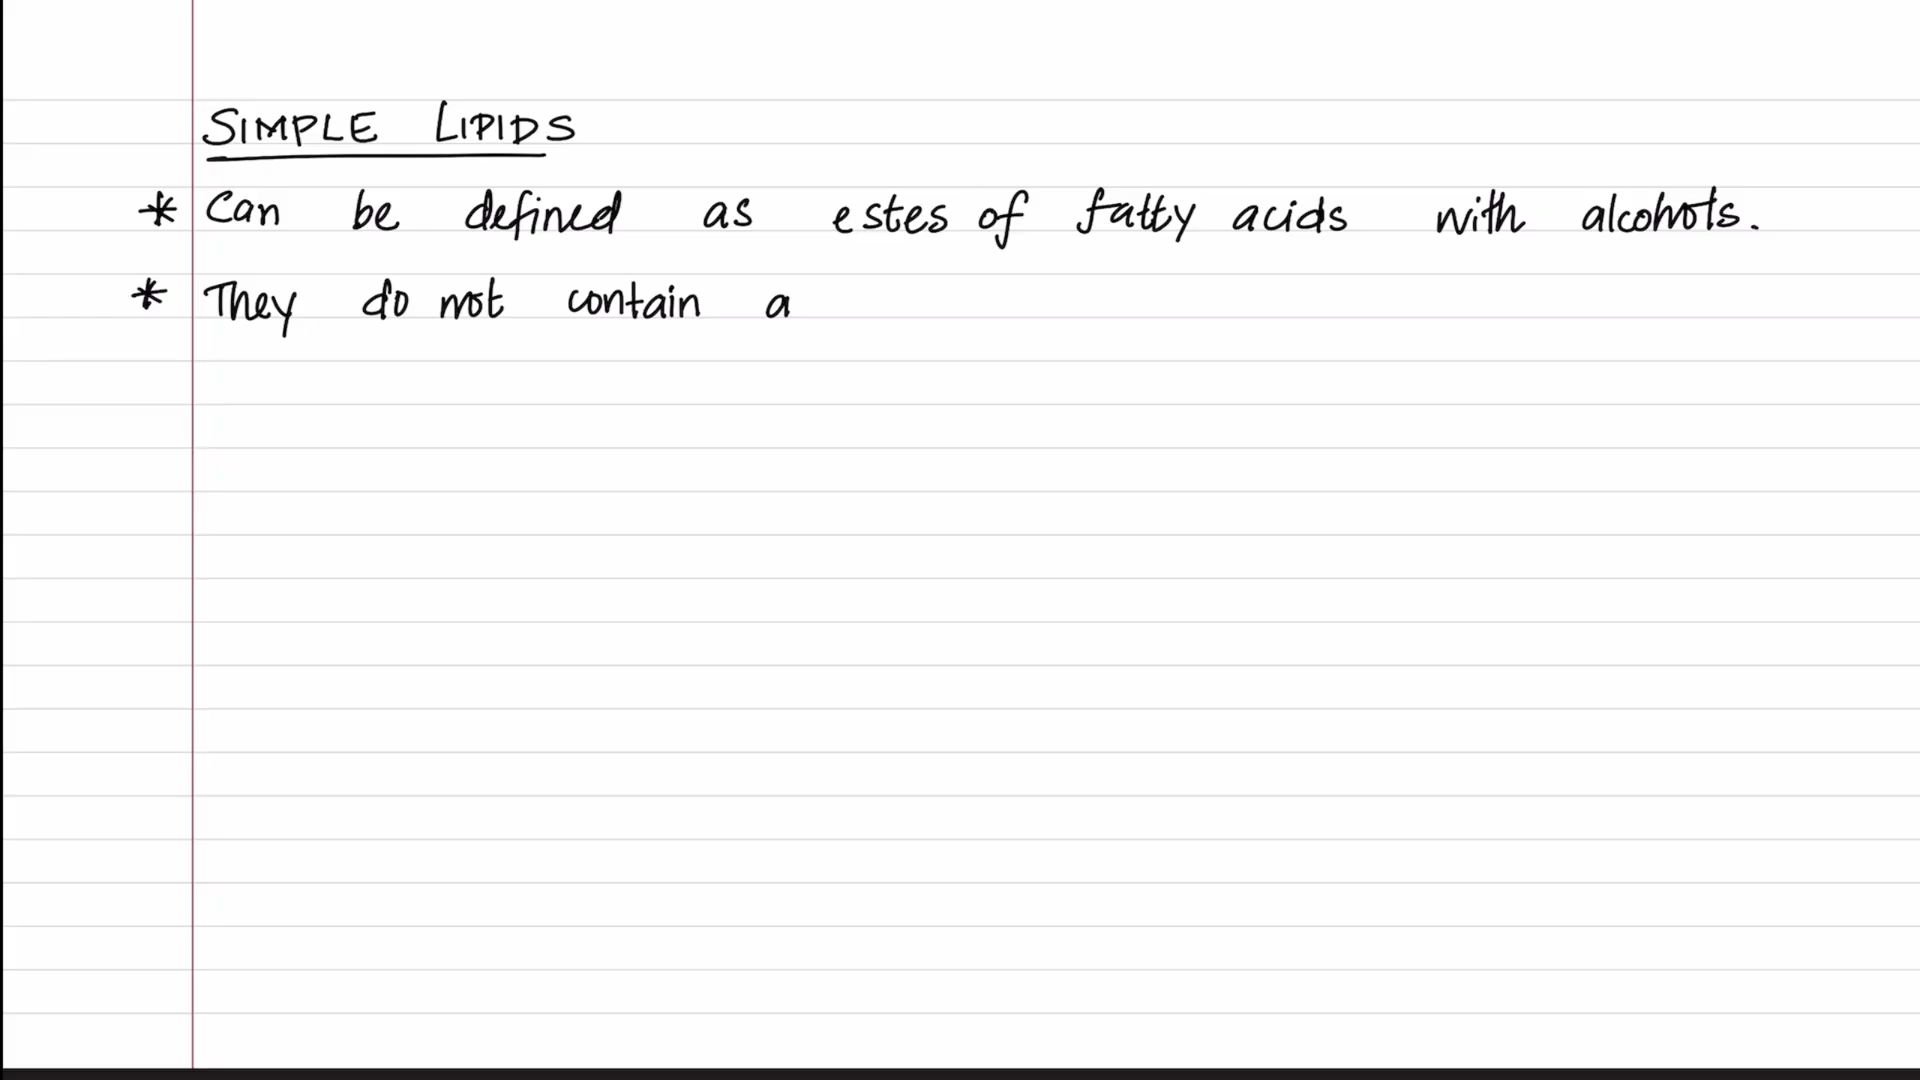 SIMPLE LIPIDS
* Can be defined as estes of fatty acids with alcohols.
* They do not contain a